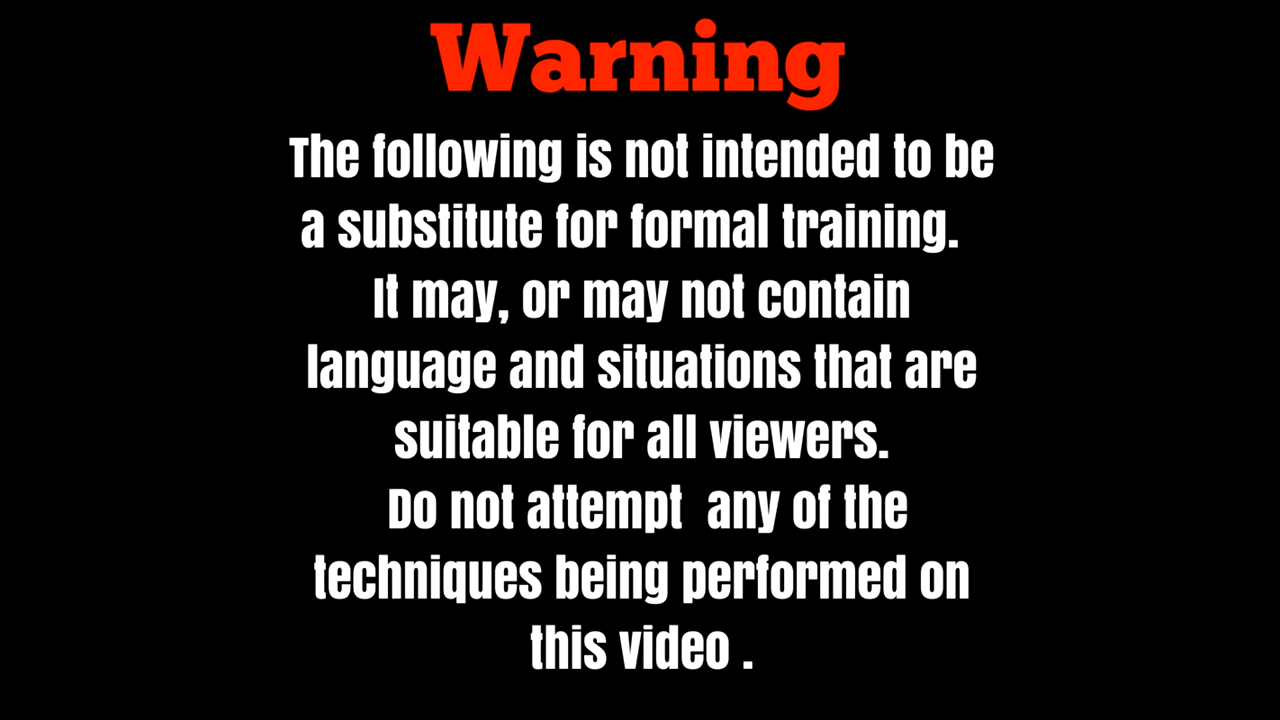 Warning
The following is not intended to be
a substitute for formal training.
It may, or may not contain
language and situations that are
suitable for all viewers.
Do not attempt  any of the
techniques being performed on
this video .